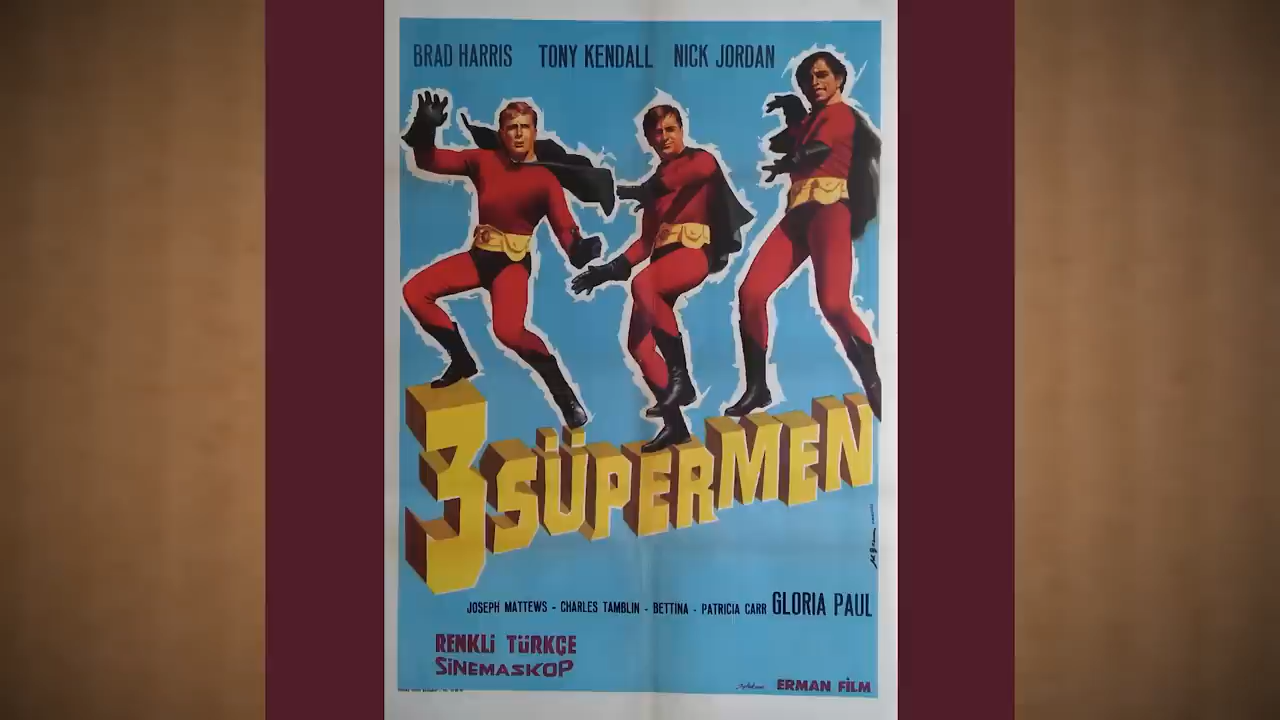 BRAD HARRIS TONY KENDALL NICK JORDAN
3 SÜPERMEN
JOSEPH MATTEWS - CHARLES TAMBLIN - BETTINA - PATRICIA CARR GLORIA PAUL
RENKLİ TÜRKÇE
SİNEMASKOP
ERMAN FİLM